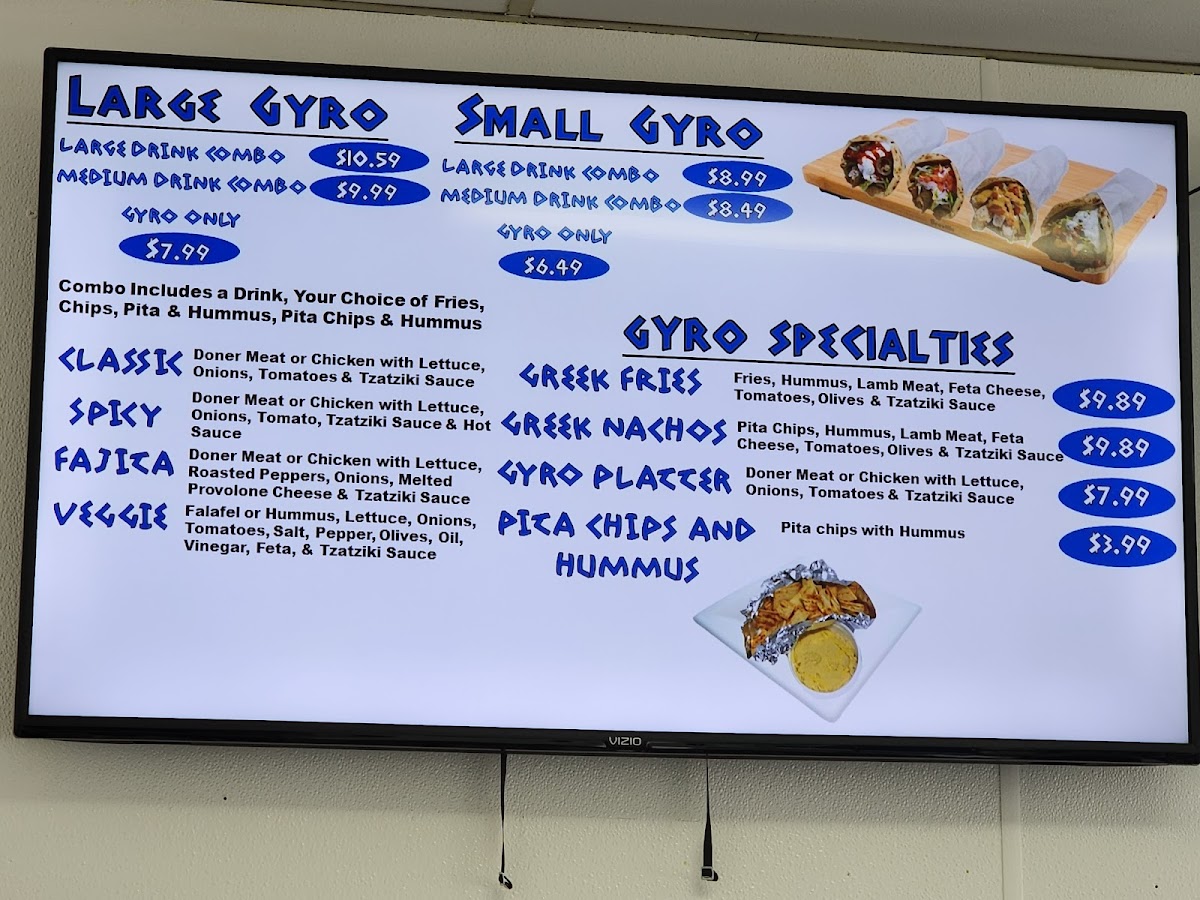 LARGE GYRO
LARGE DRINK COMBO $10.59
MEDIUM DRINK COMBO $9.99
GYRO ONLY
$7.99
SMALL GYRO
LARGE DRINK COMBO $8.99
MEDIUM DRINK COMBO $8.49
GYRO ONLY
$6.49
Combo Includes a Drink, Your Choice of Fries,
Chips, Pita & Hummus, Pita Chips & Hummus
CLASSIC Doner Meat or Chicken with Lettuce,
Onions, Tomatoes & Tzatziki Sauce
SPICY Doner Meat or Chicken with Lettuce,
Onions, Tomato, Tzatziki Sauce & Hot
Sauce
FAJITA Doner Meat or Chicken with Lettuce,
Roasted Peppers, Onions, Melted
Provolone Cheese & Tzatziki Sauce
VEGGIE Falafel or Hummus, Lettuce, Onions,
Tomatoes, Salt, Pepper, Olives, Oil,
Vinegar, Feta, & Tzatziki Sauce
GYRO SPECIALTIES
GREEK FRIES Fries, Hummus, Lamb Meat, Feta Cheese,
Tomatoes, Olives & Tzatziki Sauce $9.89
GREEK NACHOS Pita Chips, Hummus, Lamb Meat, Feta
Cheese, Tomatoes, Olives & Tzatziki Sauce $9.89
GYRO PLATTER Doner Meat or Chicken with Lettuce,
Onions, Tomatoes & Tzatziki Sauce $7.99
PITA CHIPS AND Pita chips with Hummus $3.99
HUMMUS
VIZIO